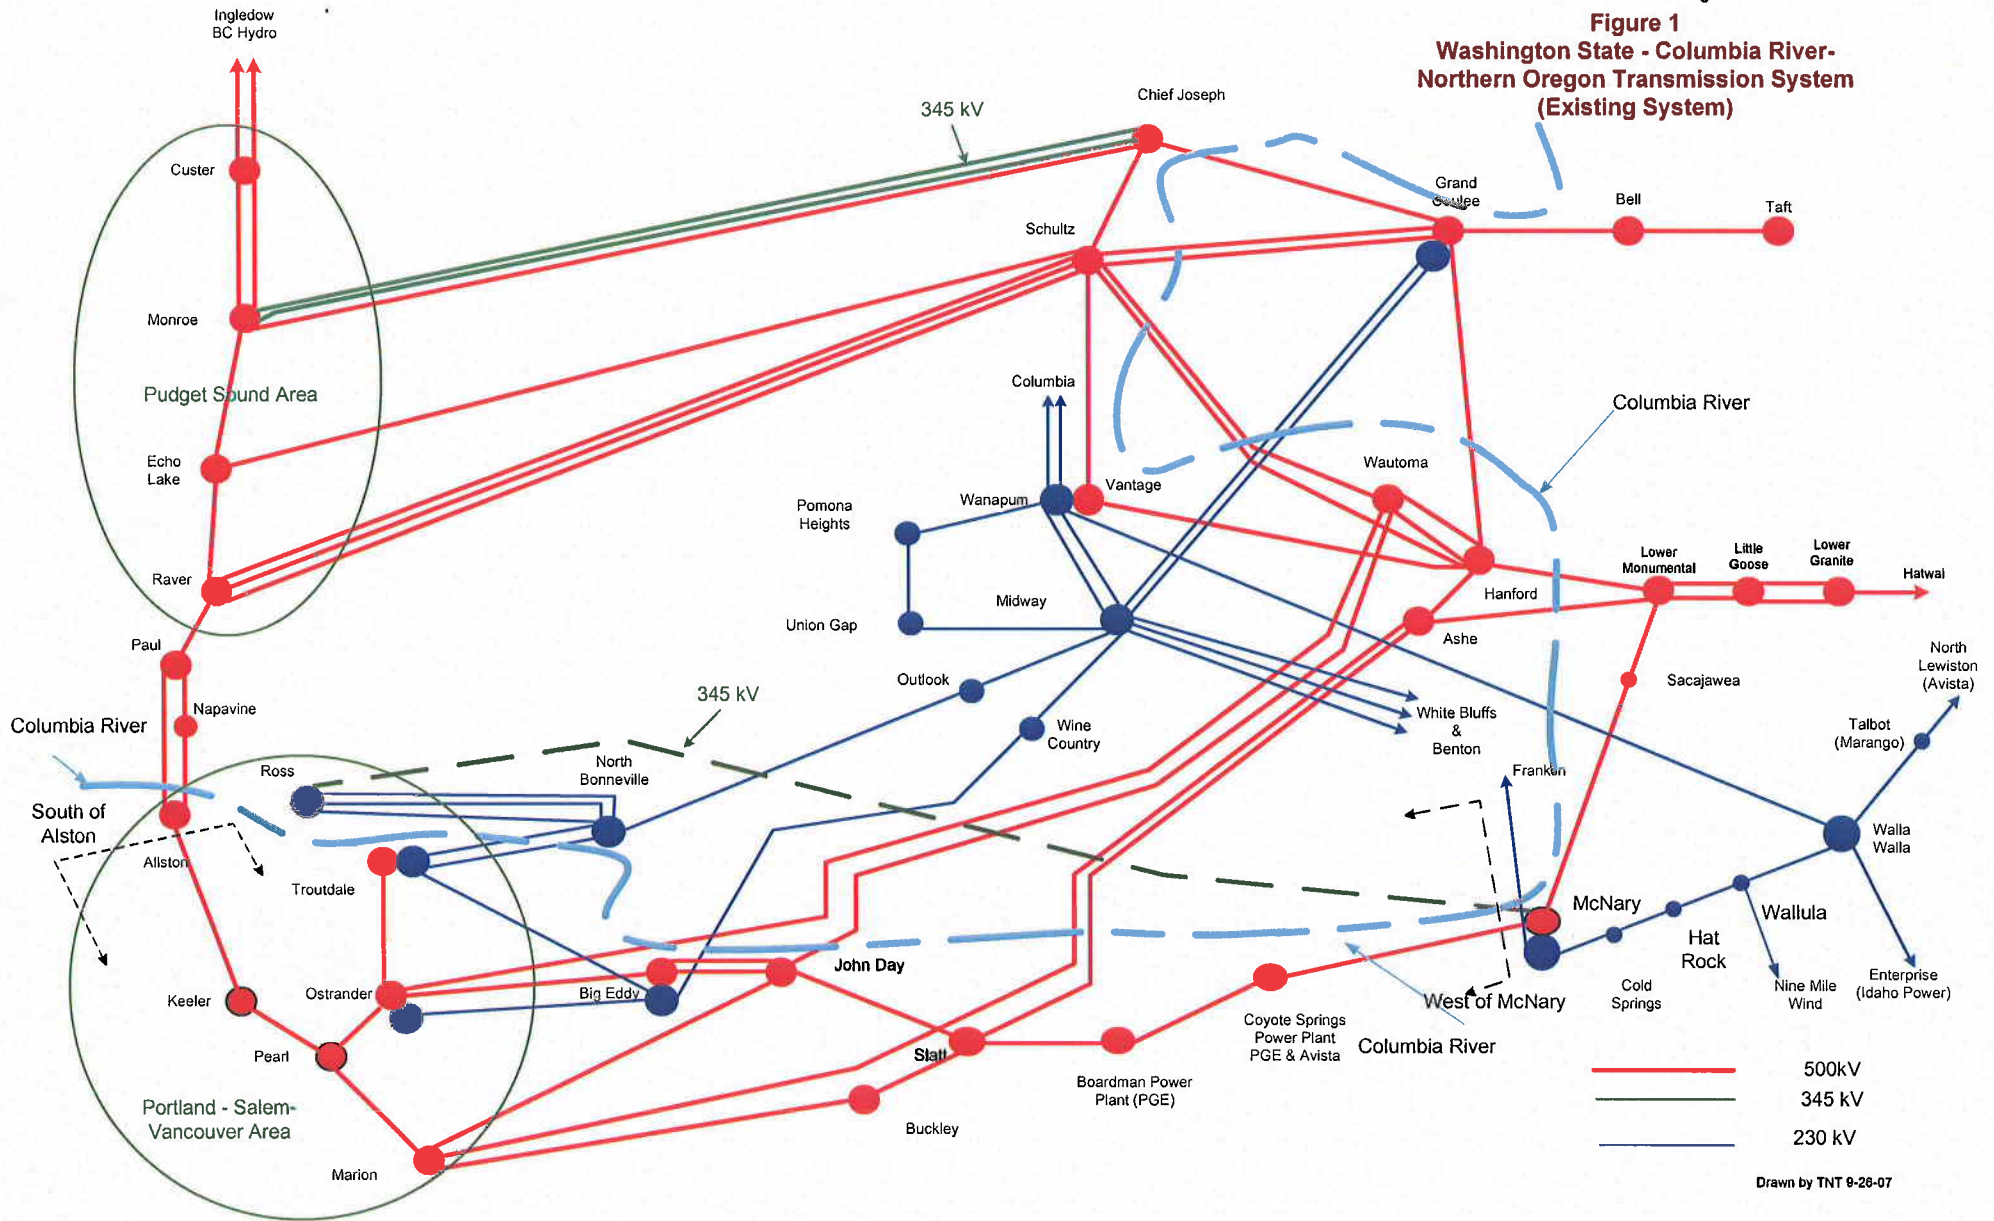 Figure 1
Washington State - Columbia River-
Northern Oregon Transmission System
(Existing System)
Ingledow
BC Hydro
Custer
Monroe
Pudget Sound Area
Echo
Lake
Raver
Paul
Napavine
Columbia River
South of
Alston
Allston
Ross
North
Bonneville
Troutdale
Keeler
Ostrander
Pearl
Portland - Salem-
Vancouver Area
Marion
345 kV
Chief Joseph
Schultz
Grand
Coulee
Bell
Taft
Columbia
Wanapum
Vantage
Pomona
Heights
Union Gap
Midway
Outlook
Wine
Country
345 kV
Wautoma
Columbia River
Hanford
Ashe
Lower
Monumental
Little
Goose
Lower
Granite
Hatwai
Sacajawea
White Bluffs
&
Benton
Franklin
North
Lewiston
(Avista)
Talbot
(Marango)
Walla
Walla
McNary
Wallula
Hat
Rock
Cold
Springs
Nine Mile
Wind
Enterprise
(Idaho Power)
West of McNary
Columbia River
Big Eddy
John Day
Slatt
Buckley
Boardman Power
Plant (PGE)
Coyote Springs
Power Plant
PGE & Avista
500kV
345 kV
230 kV
Drawn by TNT 9-26-07